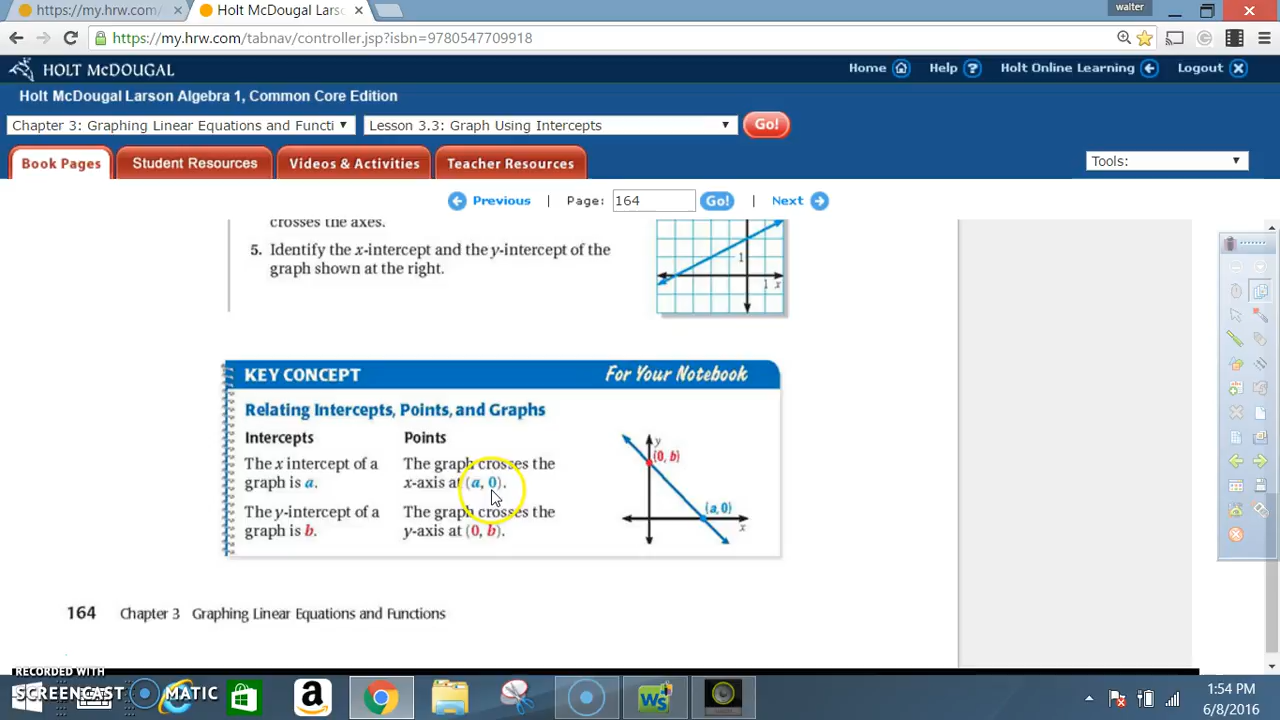 https://my.hrw.com/tabnav/ ×
Holt McDougal Lars ×
walter
https://my.hrw.com/tabnav/controller.jsp?isbn=9780547709918
HOLT MCDOUGAL
Home
Help ?
Holt Online Learning
Logout
Holt McDougal Larson Algebra 1, Common Core Edition
Chapter 3: Graphing Linear Equations and Functi
Lesson 3.3: Graph Using Intercepts
Go!
Book Pages
Student Resources
Videos & Activities
Teacher Resources
Tools:
Previous | Page: 164 Go! | Next
crosses the axes.
5. Identify the x-intercept and the y-intercept of the
graph shown at the right.
1
1 x
KEY CONCEPT
For Your Notebook
Relating Intercepts, Points, and Graphs
Intercepts
Points
The x intercept of a
graph is a.
The graph crosses the
x-axis at (a, 0).
The y-intercept of a
graph is b.
The graph crosses the
y-axis at (0, b).
y
(0, b)
(a, 0)
x
164 Chapter 3 Graphing Linear Equations and Functions
RECORDED WITH
SCREENCAST MATIC
a
WS
1:54 PM
6/8/2016